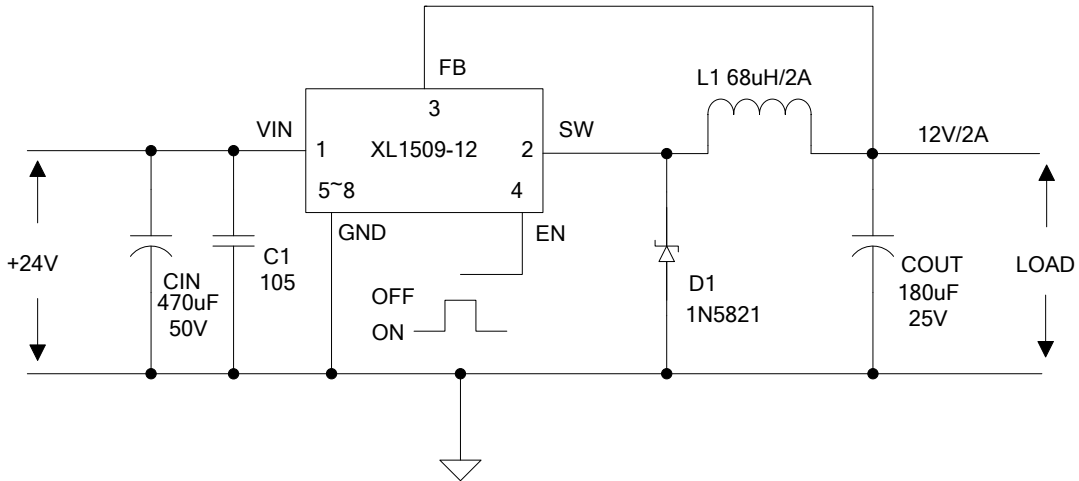 FB
L1 68uH/2A
3
VIN
SW
12V/2A
1
XL1509-12
2
5~8
4
GND
EN
+24V
C1
105
CIN
470uF
50V
OFF
ON
D1
1N5821
COUT
180uF
25V
LOAD